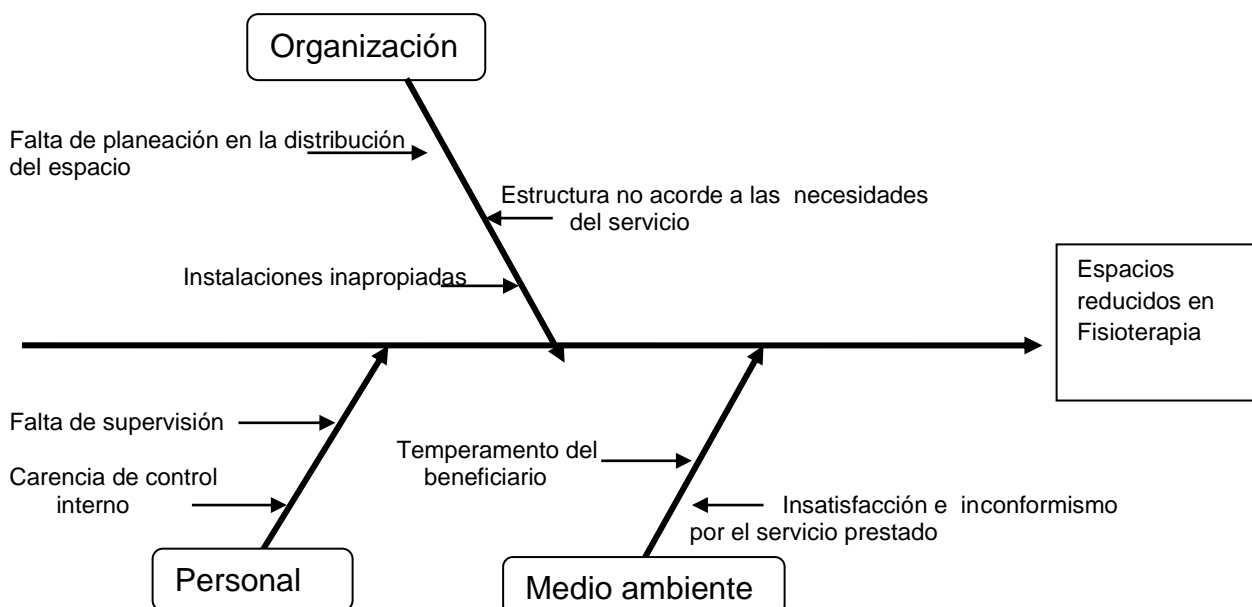 Organización
Falta de planeación en la distribución
del espacio
Estructura no acorde a las necesidades
del servicio
Instalaciones inapropiadas
Espacios
reducidos en
Fisioterapia
Falta de supervisión
Carencia de control
interno
Temperamento del
beneficiario
Insatisfacción e inconformismo
por el servicio prestado
Personal
Medio ambiente